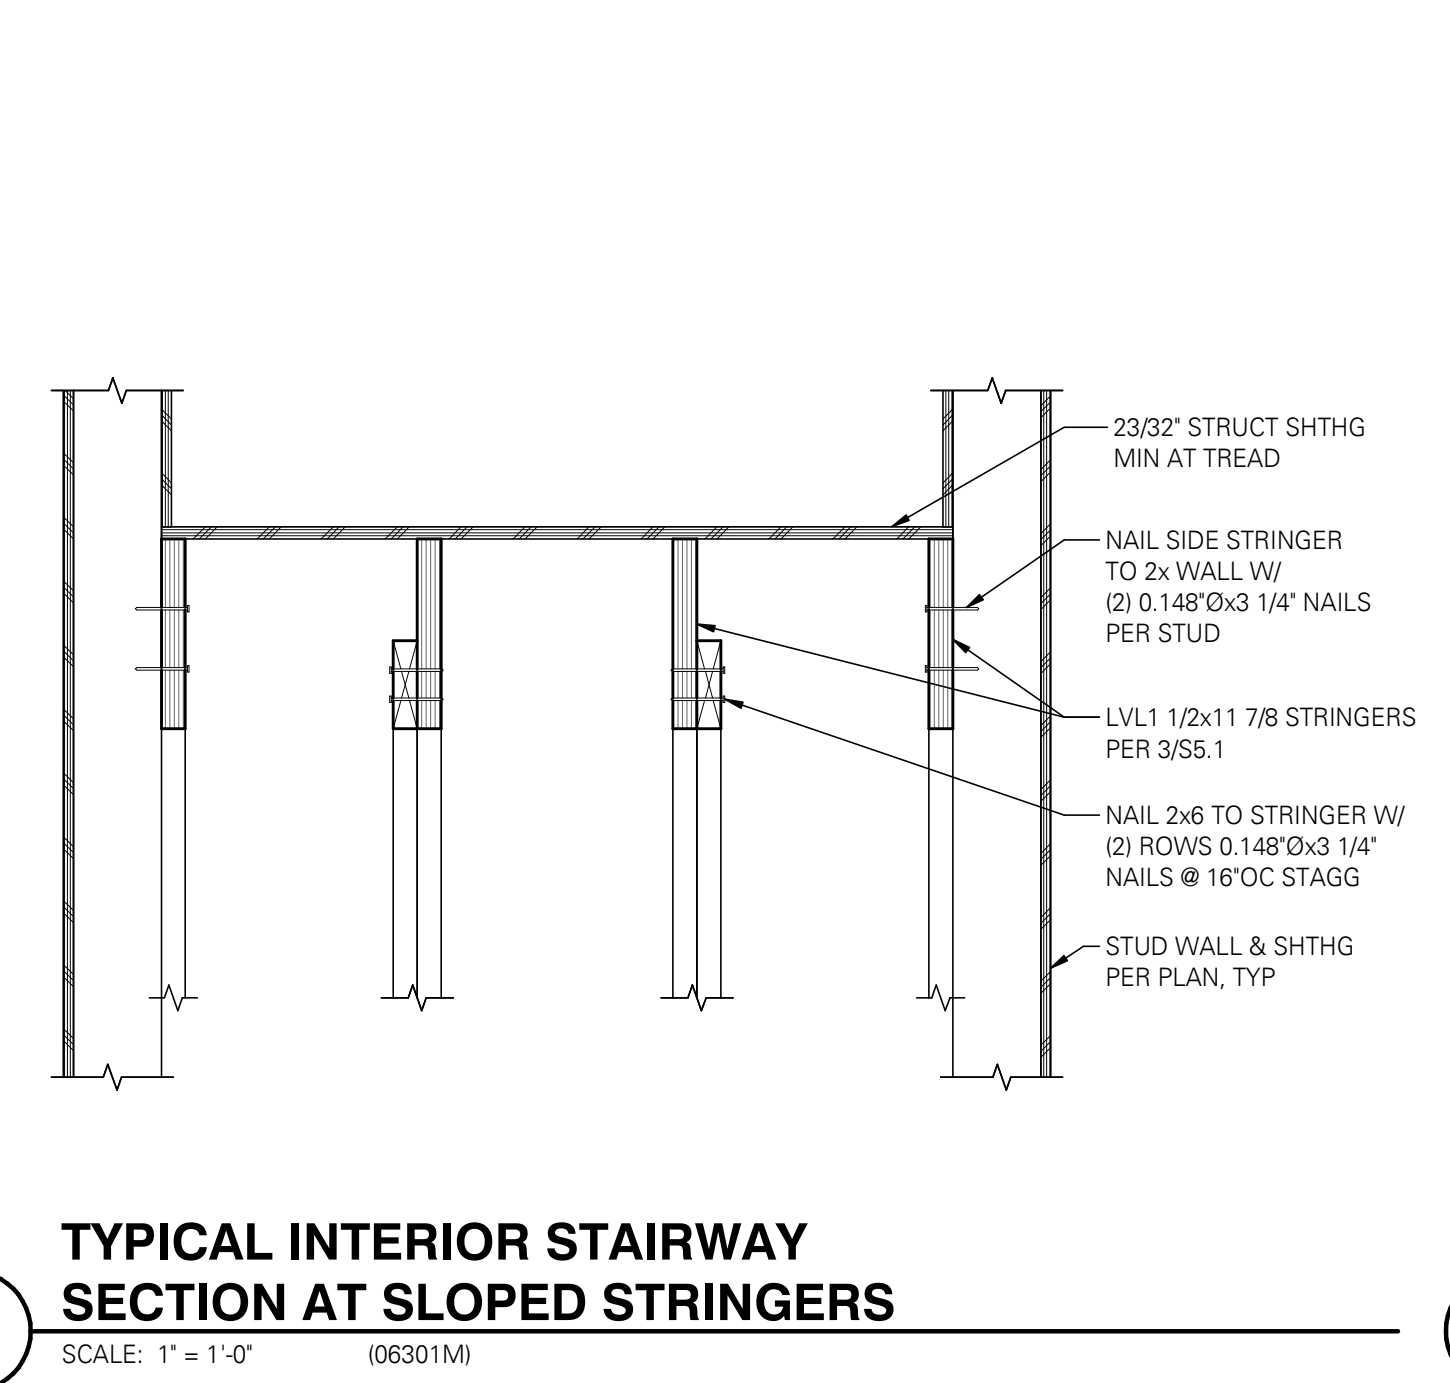 23/32" STRUCT SHTHG
MIN AT TREAD
NAIL SIDE STRINGER
TO 2x WALL W/
(2) 0.148"Øx3 1/4" NAILS
PER STUD
LVL1 1/2x11 7/8 STRINGERS
PER 3/S5.1
NAIL 2x6 TO STRINGER W/
(2) ROWS 0.148"Øx3 1/4"
NAILS @ 16"OC STAGG
STUD WALL & SHTHG
PER PLAN, TYP
TYPICAL INTERIOR STAIRWAY
SECTION AT SLOPED STRINGERS
SCALE: 1" = 1'-0" (06301M)